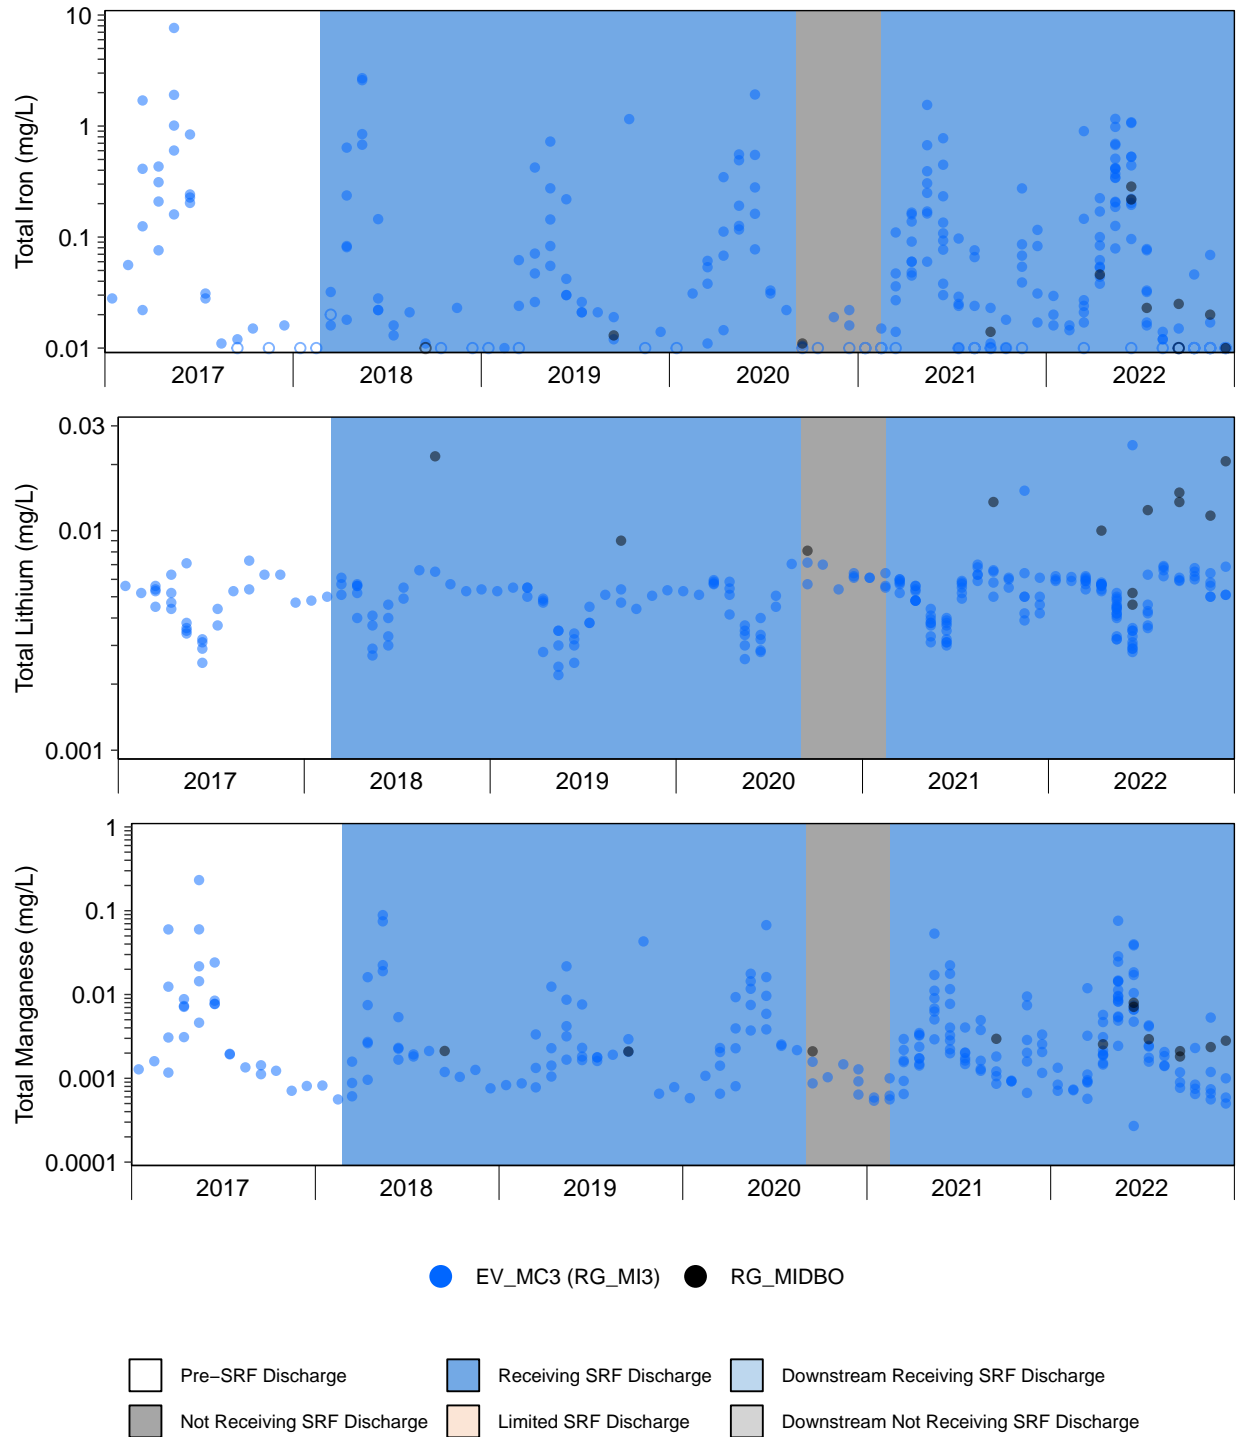 Total Iron (mg/L)
10
1
0.1
0.01
2017 2018 2019 2020 2021 2022
Total Lithium (mg/L)
0.03
0.01
0.001
2017 2018 2019 2020 2021 2022
Total Manganese (mg/L)
1
0.1
0.01
0.001
0.0001
2017 2018 2019 2020 2021 2022
EV_MC3 (RG_MI3) RG_MIDBO
Pre−SRF Discharge Receiving SRF Discharge Downstream Receiving SRF Discharge
Not Receiving SRF Discharge Limited SRF Discharge Downstream Not Receiving SRF Discharge